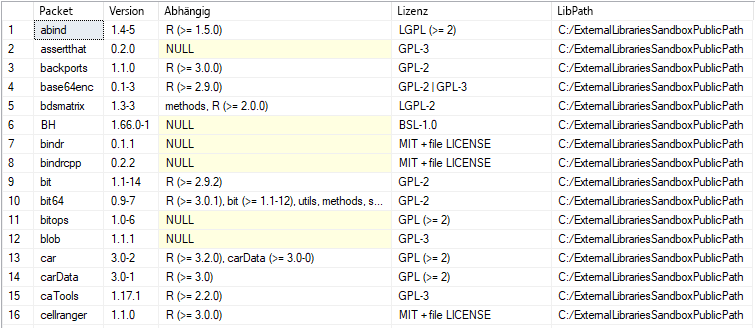 Packet Version Abhängig Lizenz LibPath
1 abind 1.4-5 R (>= 1.5.0) LGPL (>= 2) C:/ExternalLibrariesSandboxPublicPath
2 assertthat 0.2.0 NULL GPL-3 C:/ExternalLibrariesSandboxPublicPath
3 backports 1.1.0 R (>= 3.0.0) GPL-2 C:/ExternalLibrariesSandboxPublicPath
4 base64enc 0.1-3 R (>= 2.9.0) GPL-2 | GPL-3 C:/ExternalLibrariesSandboxPublicPath
5 bdsmatrix 1.3-3 methods, R (>= 2.0.0) LGPL-2 C:/ExternalLibrariesSandboxPublicPath
6 BH 1.66.0-1 NULL BSL-1.0 C:/ExternalLibrariesSandboxPublicPath
7 bindr 0.1.1 NULL MIT + file LICENSE C:/ExternalLibrariesSandboxPublicPath
8 bindrcpp 0.2.2 NULL MIT + file LICENSE C:/ExternalLibrariesSandboxPublicPath
9 bit 1.1-14 R (>= 2.9.2) GPL-2 C:/ExternalLibrariesSandboxPublicPath
10 bit64 0.9-7 R (>= 3.0.1), bit (>= 1.1-12), utils, methods, s... GPL-2 C:/ExternalLibrariesSandboxPublicPath
11 bitops 1.0-6 NULL GPL (>= 2) C:/ExternalLibrariesSandboxPublicPath
12 blob 1.1.1 NULL GPL-3 C:/ExternalLibrariesSandboxPublicPath
13 car 3.0-2 R (>= 3.2.0), carData (>= 3.0-0) GPL (>= 2) C:/ExternalLibrariesSandboxPublicPath
14 carData 3.0-1 R (>= 3.0) GPL (>= 2) C:/ExternalLibrariesSandboxPublicPath
15 caTools 1.17.1 R (>= 2.2.0) GPL-3 C:/ExternalLibrariesSandboxPublicPath
16 cellranger 1.1.0 R (>= 3.0.0) MIT + file LICENSE C:/ExternalLibrariesSandboxPublicPath